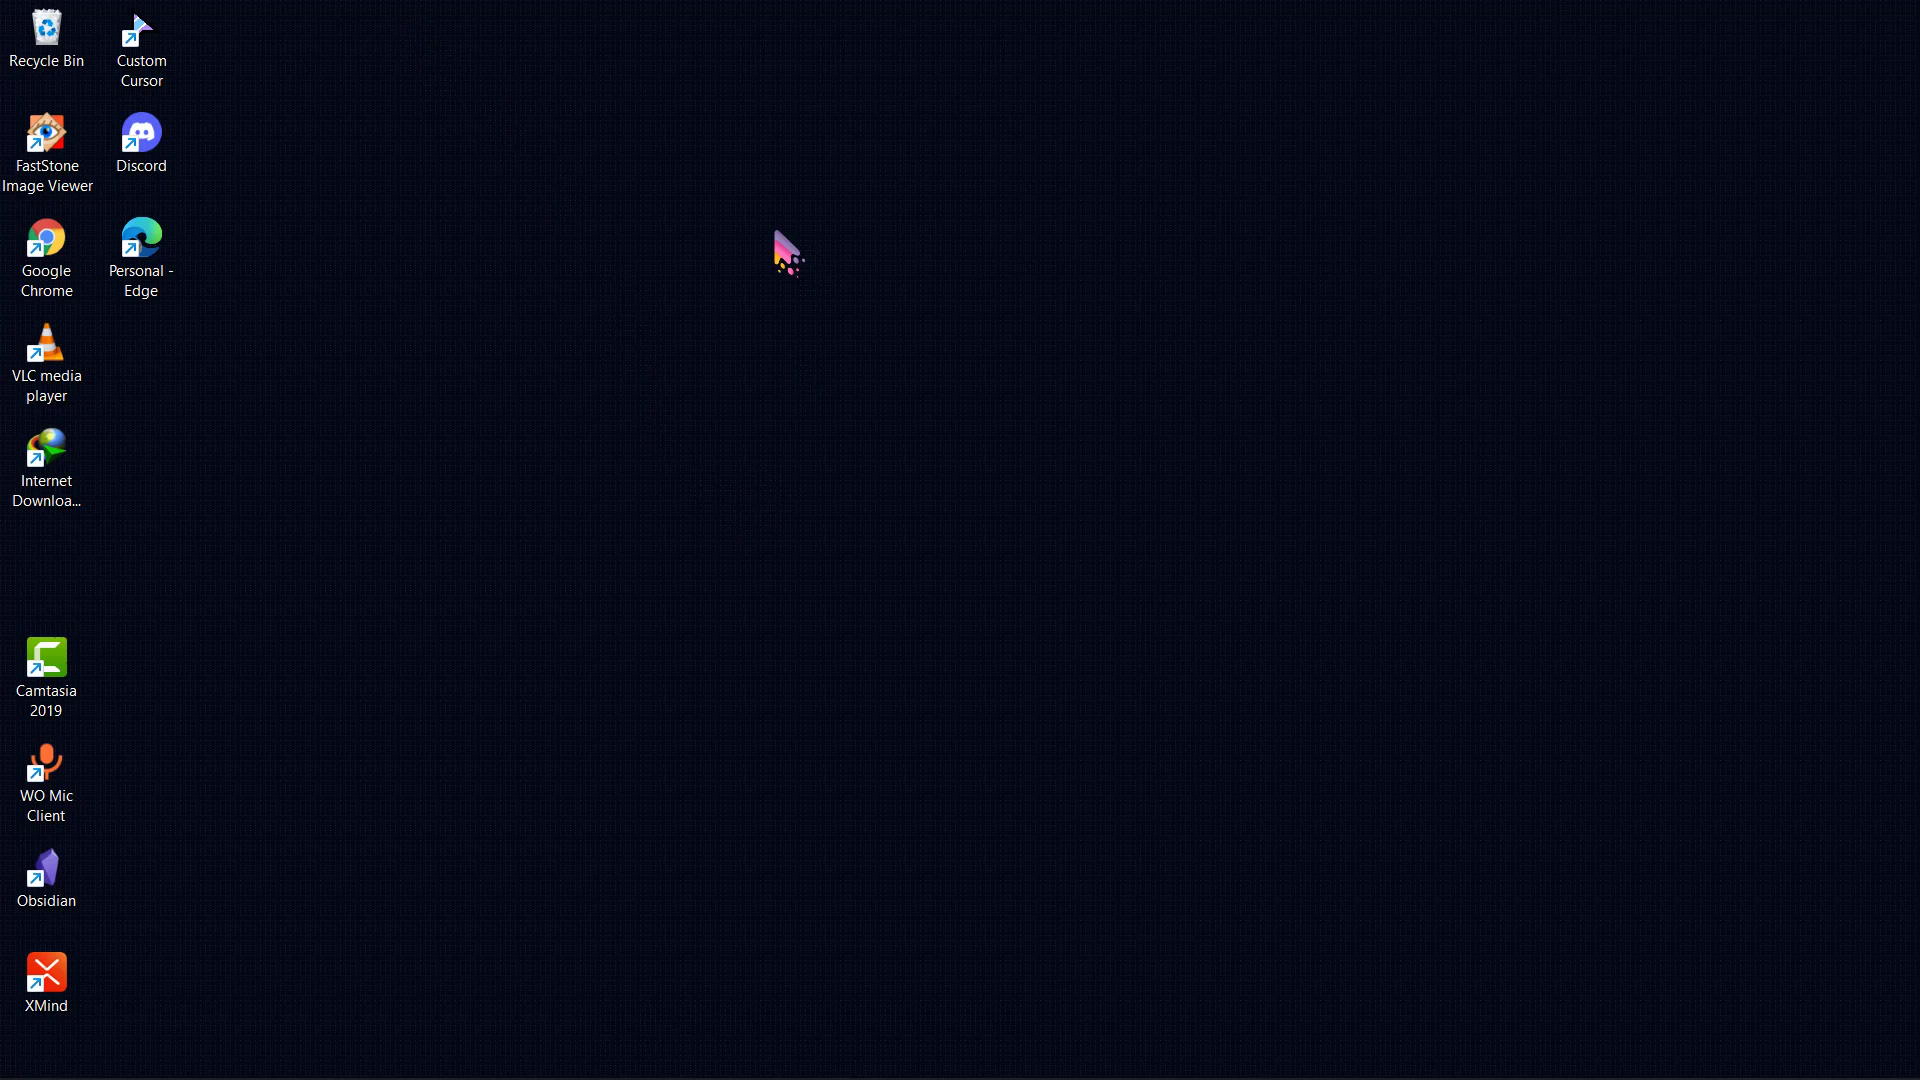 Recycle Bin
Custom
Cursor
FastStone
Image Viewer
Discord
Google
Chrome
Personal -
Edge
VLC media
player
Internet
Downloa...
Camtasia
2019
WO Mic
Client
Obsidian
XMind